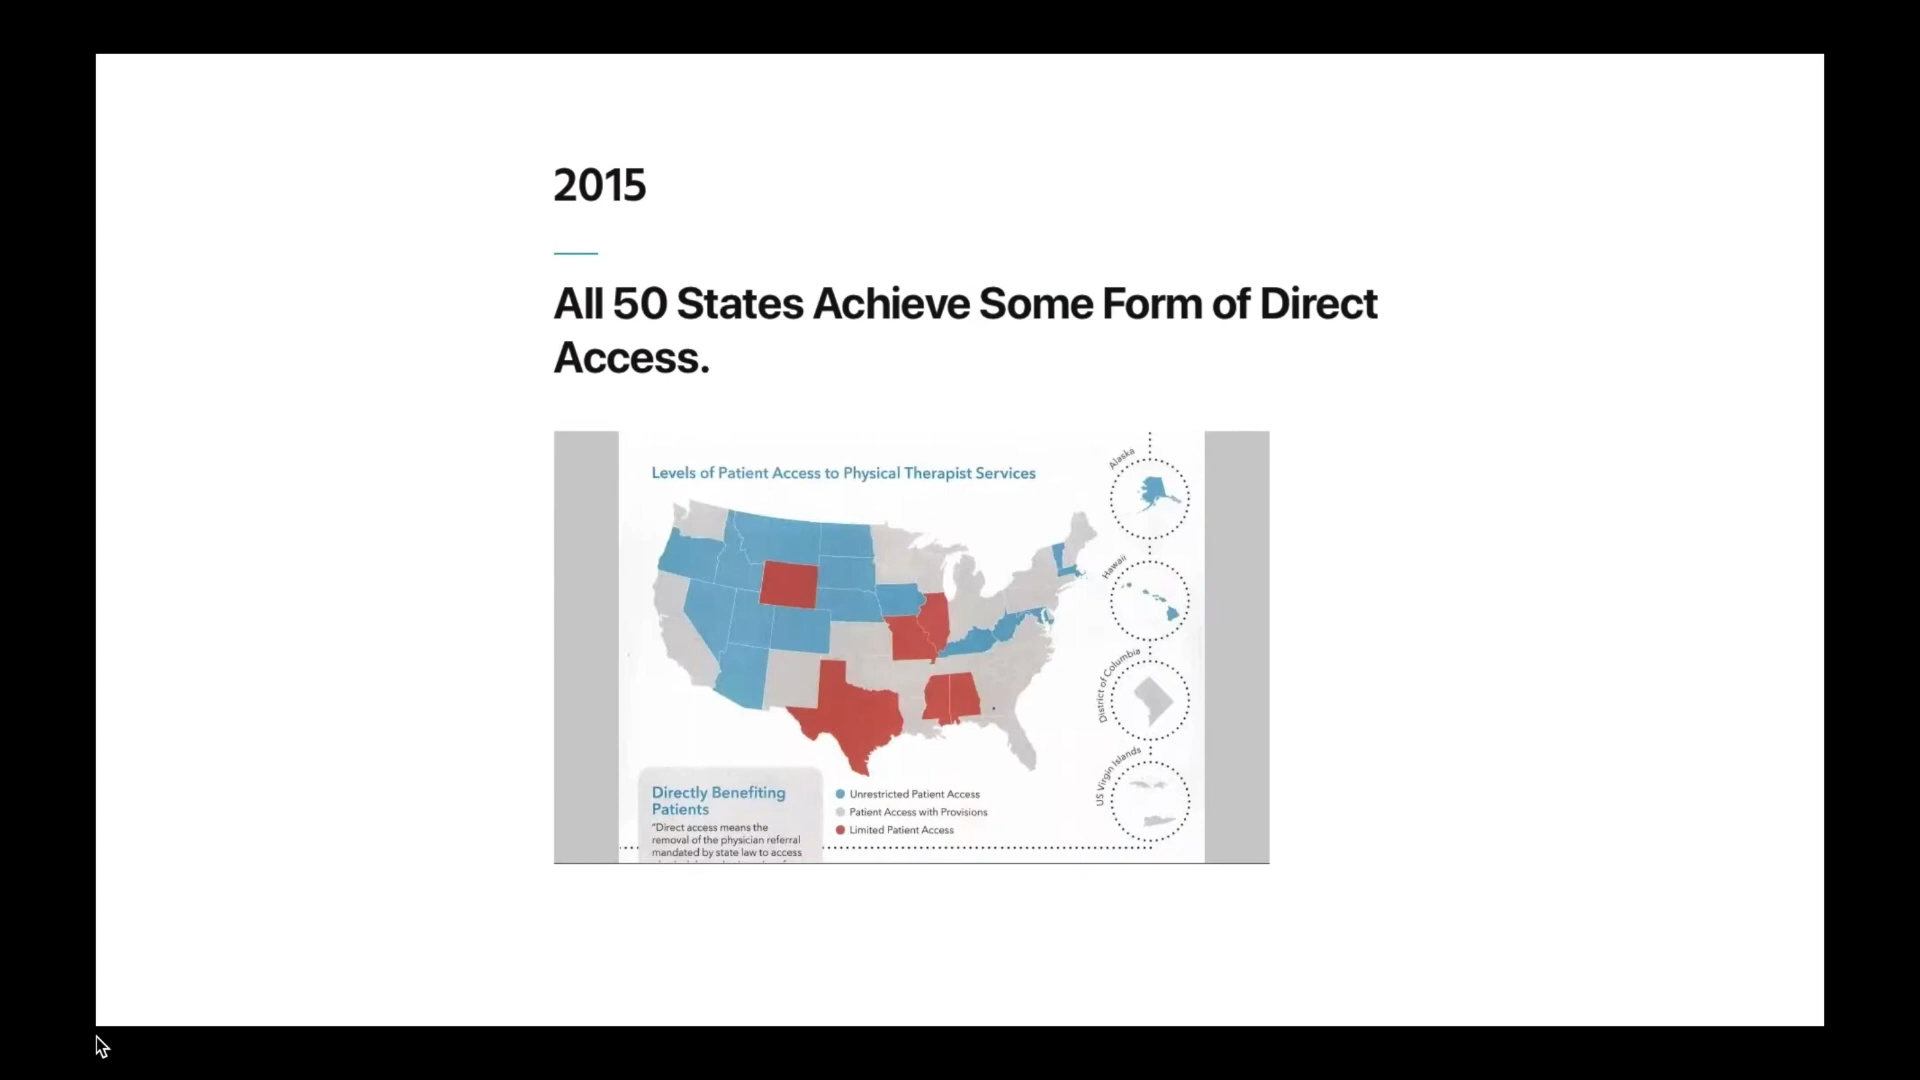 2015
All 50 States Achieve Some Form of Direct
Access.
Levels of Patient Access to Physical Therapist Services
Alaska
Hawaii
District of Columbia
US Virgin Islands
Directly Benefiting
Patients
"Direct access means the
removal of the physician referral
mandated by state law to access
Unrestricted Patient Access
Patient Access with Provisions
Limited Patient Access